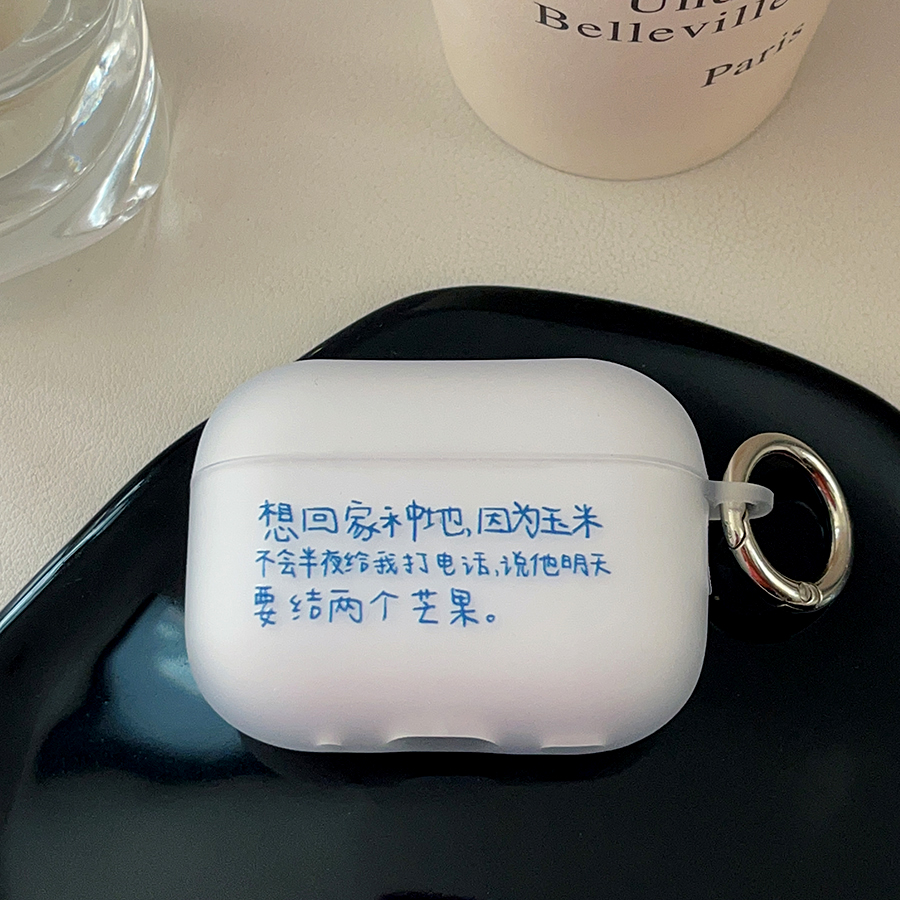 Belleville
Paris
想回家种地,因为玉米
不会半夜给我打电话,说他明天
要结两个芒果。